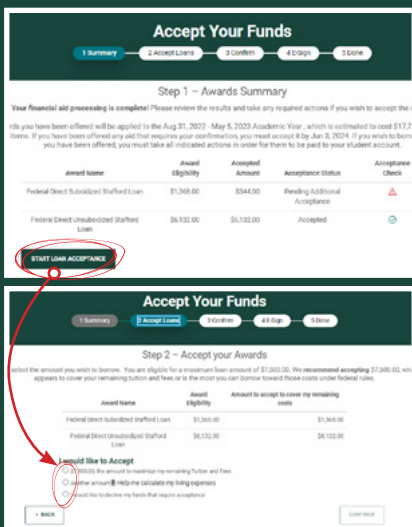 Accept Your Funds
1 Summary
2 Accept Loans
3 Confirm
4 E-Sign
5 Done
Step 1 – Awards Summary
Your financial aid processing is complete! Please review the results and take any required actions if you wish to accept the
rds you have been offered will be applied to the Aug 31, 2022 - May 5, 2023 Academic Year, which is estimated to cost $17,7
items. If you have been offered any aid that requires your confirmation, you must accept it by Jun 3, 2024. If you wish to borr
you have been offered, you must take all indicated actions in order for them to be paid to your student account.
Award Name
Award Eligibility
Accepted Amount
Acceptance Status
Acceptance Check
Federal Direct Subsidized Stafford Loan $1,368.00 $344.00 Pending Additional
Acceptance
Federal Direct Unsubsidized Stafford $6,132.00 $6,132.00 Accepted
Loan
START LOAN ACCEPTANCE
Accept Your Funds
1 Summary
2 Accept Loans
3 Confirm
4 E-Sign
5 Done
Step 2 – Accept your Awards
select the amount you wish to borrow. You are eligible for a maximum loan amount of $7,500.00. We recommend accepting $7,500.00, wh
appears to cover your remaining tuition and fees or is the most you can borrow toward those costs under federal rules.
Award Name
Award Eligibility
Amount to accept to cover my remaining
costs
Federal Direct Subsidized Stafford Loan $1,368.00 $1,368.00
Federal Direct Unsubsidized Stafford $6,132.00 $6,132.00
Loan
I would like to Accept
$7,500.00, the amount to maximize my remaining Tuition and Fees
Another amount Help me calculate my living expenses
I would like to decline my funds that require acceptance
< BACK
CONTINUE